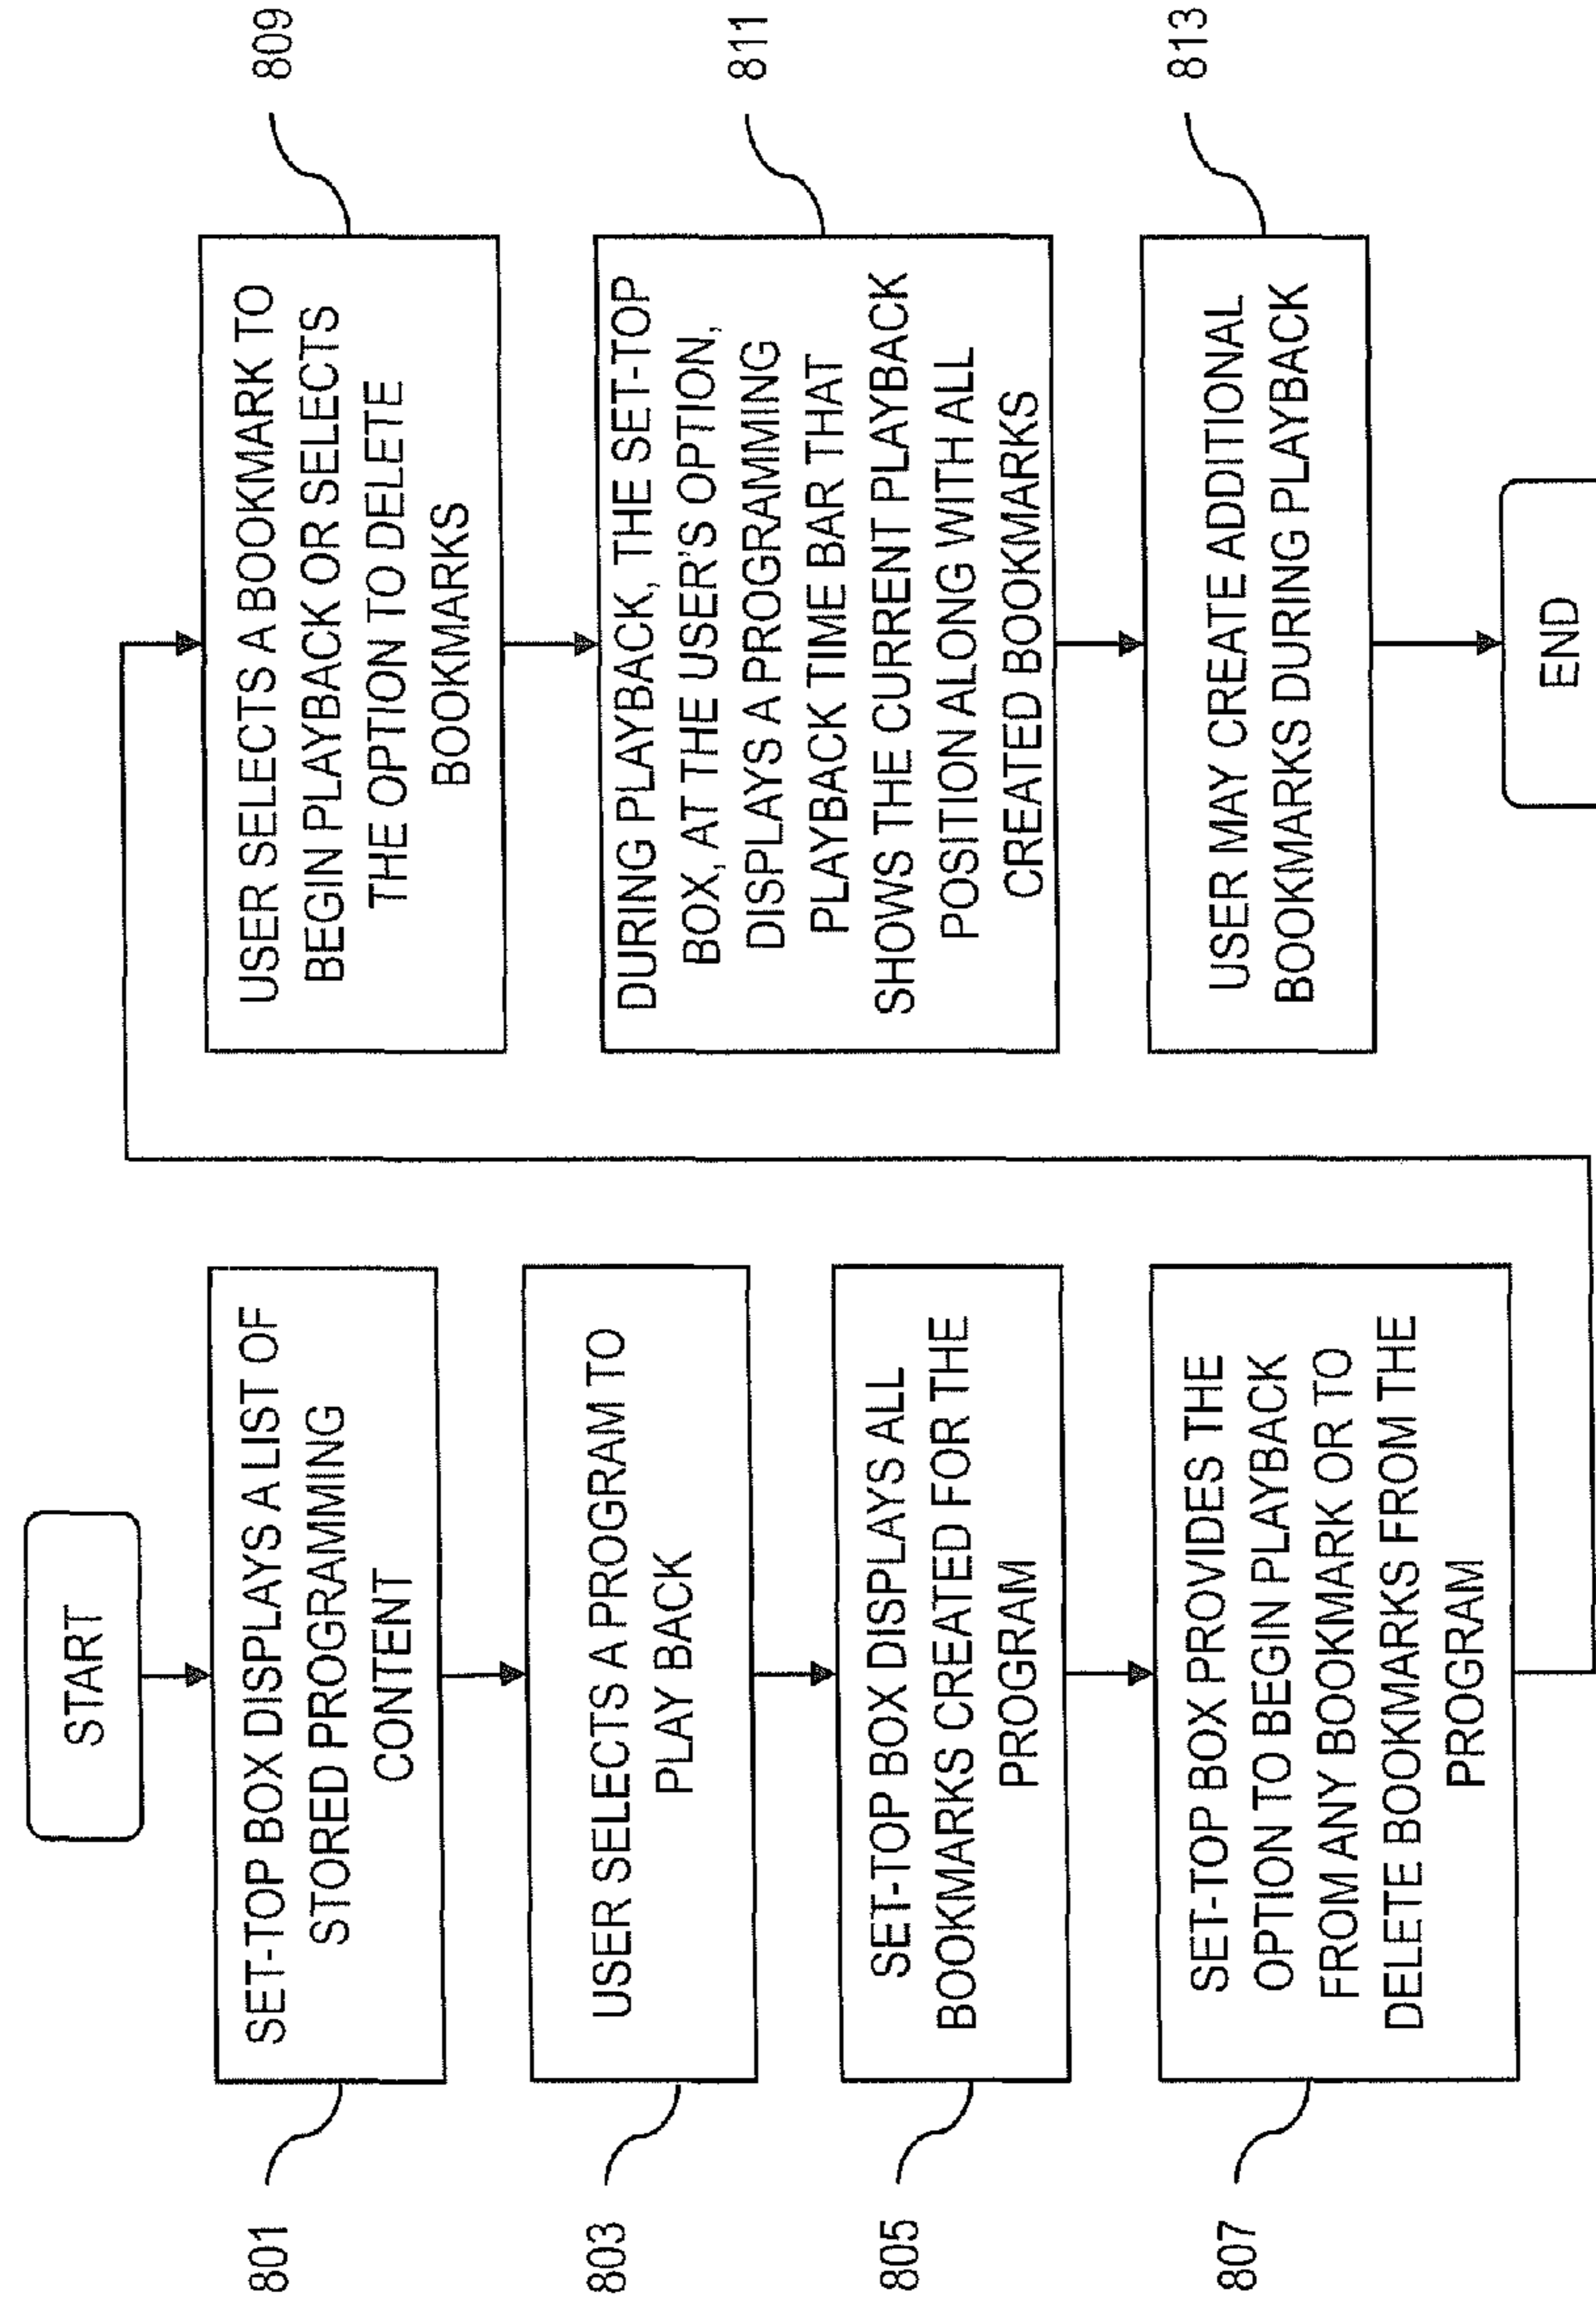 START
SET-TOP BOX DISPLAYS A LIST OF
STORED PROGRAMMING
CONTENT
801
USER SELECTS A PROGRAM TO
PLAY BACK
803
SET-TOP BOX DISPLAYS ALL
BOOKMARKS CREATED FOR THE
PROGRAM
805
SET-TOP BOX PROVIDES THE
OPTION TO BEGIN PLAYBACK
FROM ANY BOOKMARK OR TO
DELETE BOOKMARKS FROM THE
PROGRAM
807
USER SELECTS A BOOKMARK TO
BEGIN PLAYBACK OR SELECTS
THE OPTION TO DELETE
BOOKMARKS
809
DURING PLAYBACK, THE SET-TOP
BOX, AT THE USER'S OPTION,
DISPLAYS A PROGRAMMING
PLAYBACK TIME BAR THAT
SHOWS THE CURRENT PLAYBACK
POSITION ALONG WITH ALL
CREATED BOOKMARKS
811
USER MAY CREATE ADDITIONAL
BOOKMARKS DURING PLAYBACK
813
END